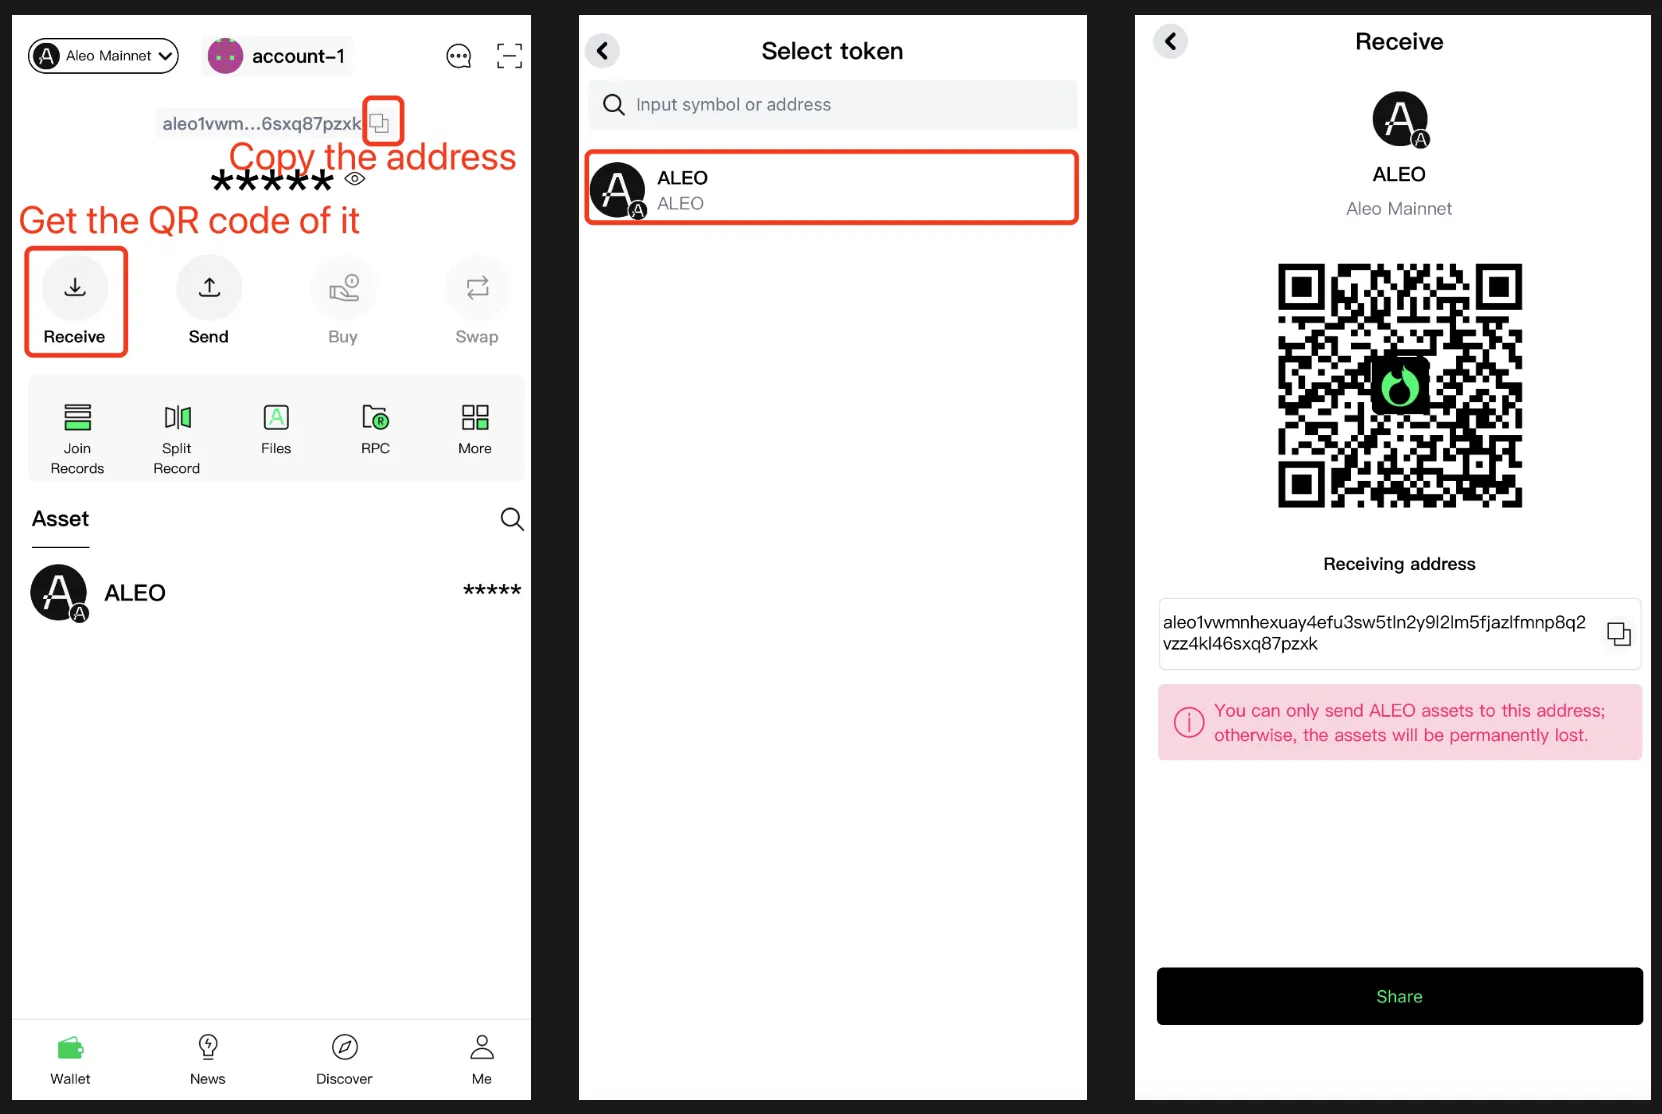 Aleo Mainnet
account-1
aleo1vwm...6sxq87pzxk
Copy the address
*****
Get the QR code of it
Receive
Send
Buy
Swap
Join
Records
Split
Record
Files
RPC
More
Asset
ALEO
*****
Wallet
News
Discover
Me
Select token
Input symbol or address
ALEO
ALEO
Receive
ALEO
Aleo Mainnet
Receiving address
aleo1vwmnhexuay4efu3sw5tln2y9l2lm5fjazlfmnp8q2
vzz4kl46sxq87pzxk
You can only send ALEO assets to this address;
otherwise, the assets will be permanently lost.
Share